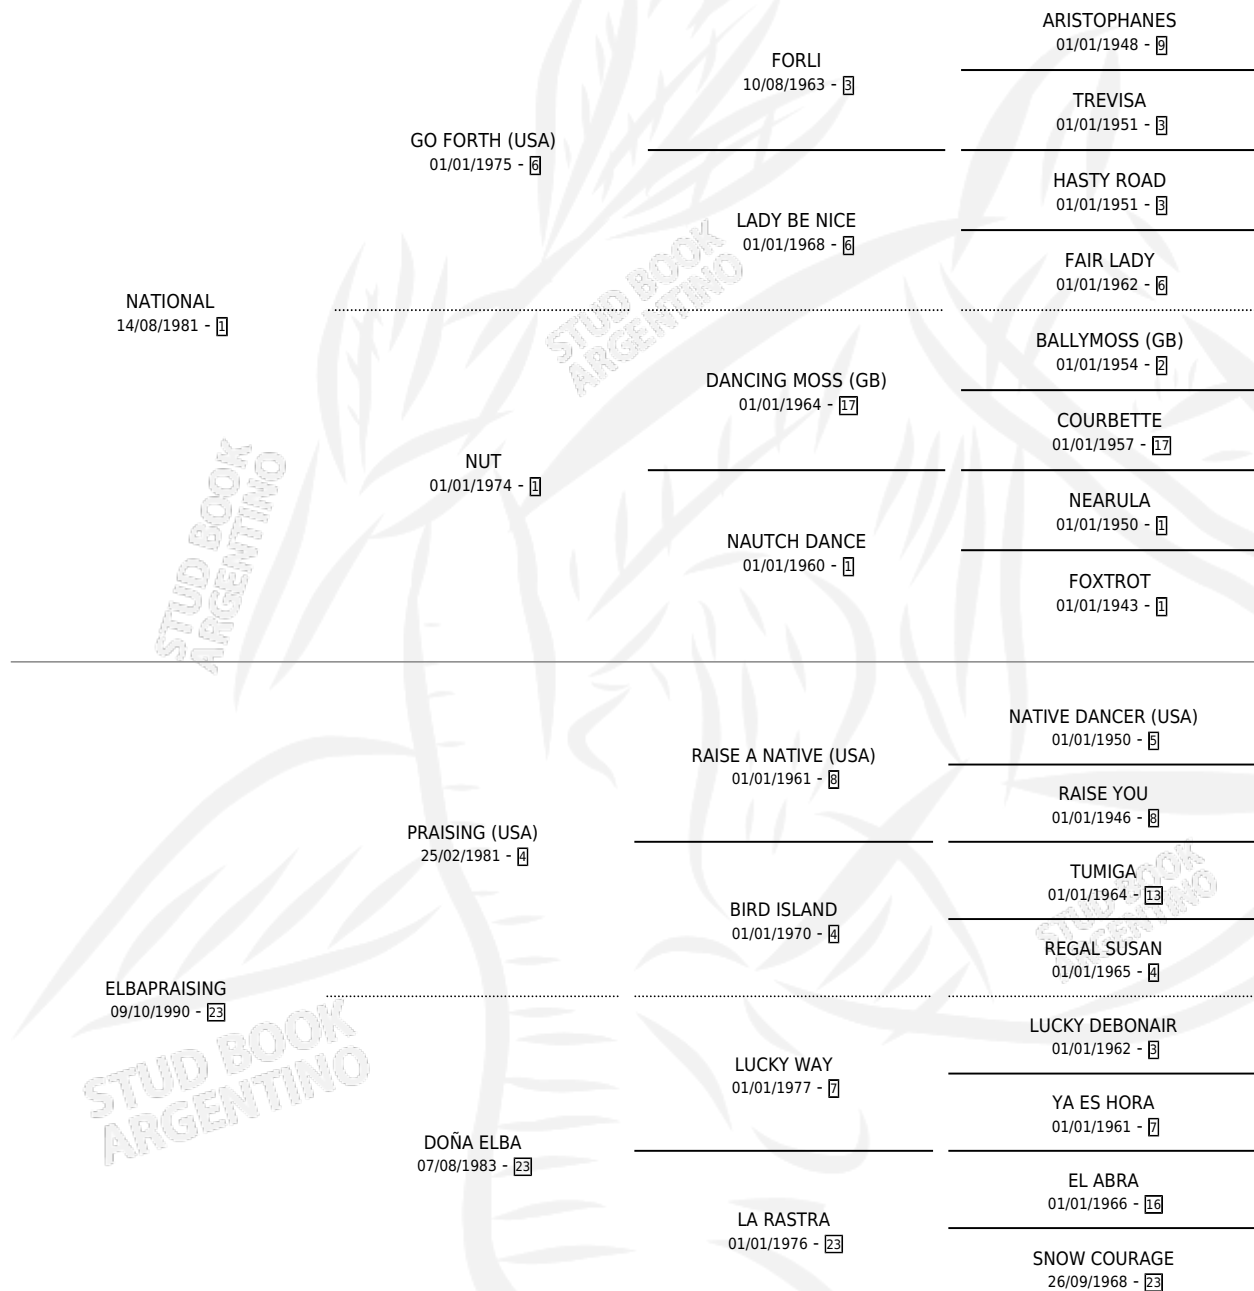 ARISTOPHANES
01/01/1948 - 9
FORLI
10/08/1963 - 3
TREVISA
01/01/1951 - 3
GO FORTH (USA)
01/01/1975 - 6
HASTY ROAD
01/01/1951 - 3
LADY BE NICE
01/01/1968 - 6
FAIR LADY
01/01/1962 - 6
NATIONAL
14/08/1981 - 1
STUD BOOK
ARGENTINO
BALLYMOSS (GB)
01/01/1954 - 2
DANCING MOSS (GB)
01/01/1964 - 17
COURBETTE
01/01/1957 - 17
NUT
01/01/1974 - 1
NEARULA
01/01/1950 - 1
NAUTCH DANCE
01/01/1960 - 1
FOXTROT
01/01/1943 - 1
STUD BOOK
ARGENTINO
NATIVE DANCER (USA)
01/01/1950 - 5
RAISE A NATIVE (USA)
01/01/1961 - 8
RAISE YOU
01/01/1946 - 8
PRAISING (USA)
25/02/1981 - 4
TUMIGA
01/01/1964 - 13
BIRD ISLAND
01/01/1970 - 4
STUD BOOK
ARGENTINO
REGAL SUSAN
01/01/1965 - 4
ELBAPRAISING
09/10/1990 - 23
STUD BOOK
ARGENTINO
LUCKY DEBONAIR
01/01/1962 - 3
LUCKY WAY
01/01/1977 - 7
YA ES HORA
01/01/1961 - 7
DOÑA ELBA
07/08/1983 - 23
EL ABRA
01/01/1966 - 16
LA RASTRA
01/01/1976 - 23
SNOW COURAGE
26/09/1968 - 23